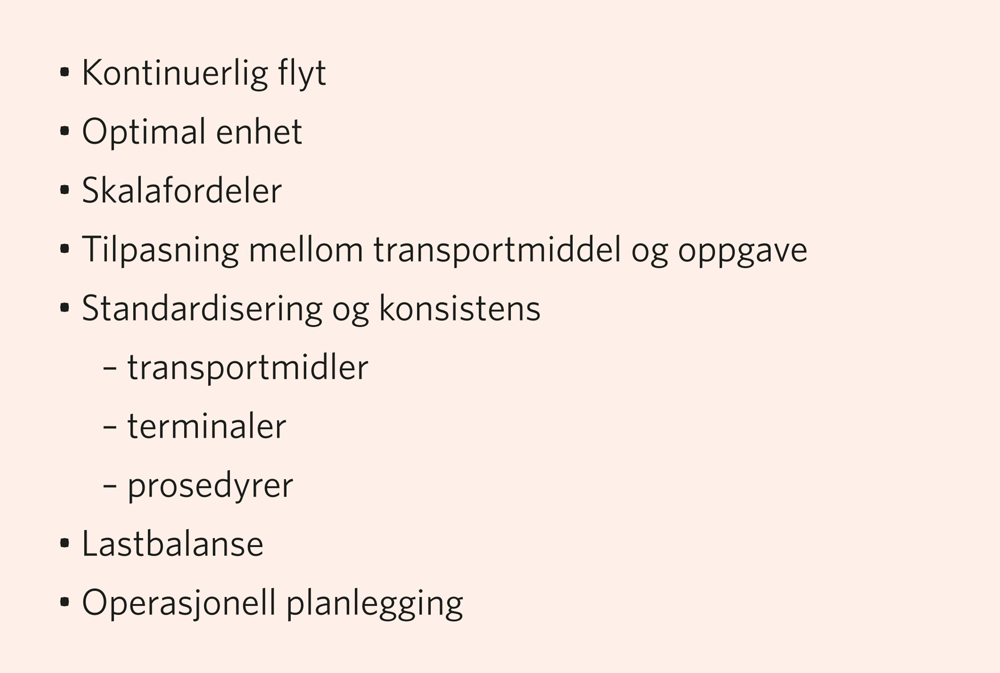 • Kontinuerlig flyt
• Optimal enhet
• Skalafordeler
• Tilpasning mellom transportmiddel og oppgave
• Standardisering og konsistens
– transportmidler
– terminaler
– prosedyrer
• Lastbalanse
• Operasjonell planlegging